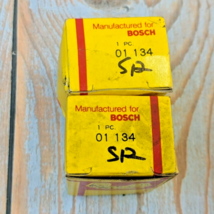 Manufactured for
BOSCH
1 PC.
01 134
SR
Manufactured for
BOSCH
1 PC.
01 134
SR